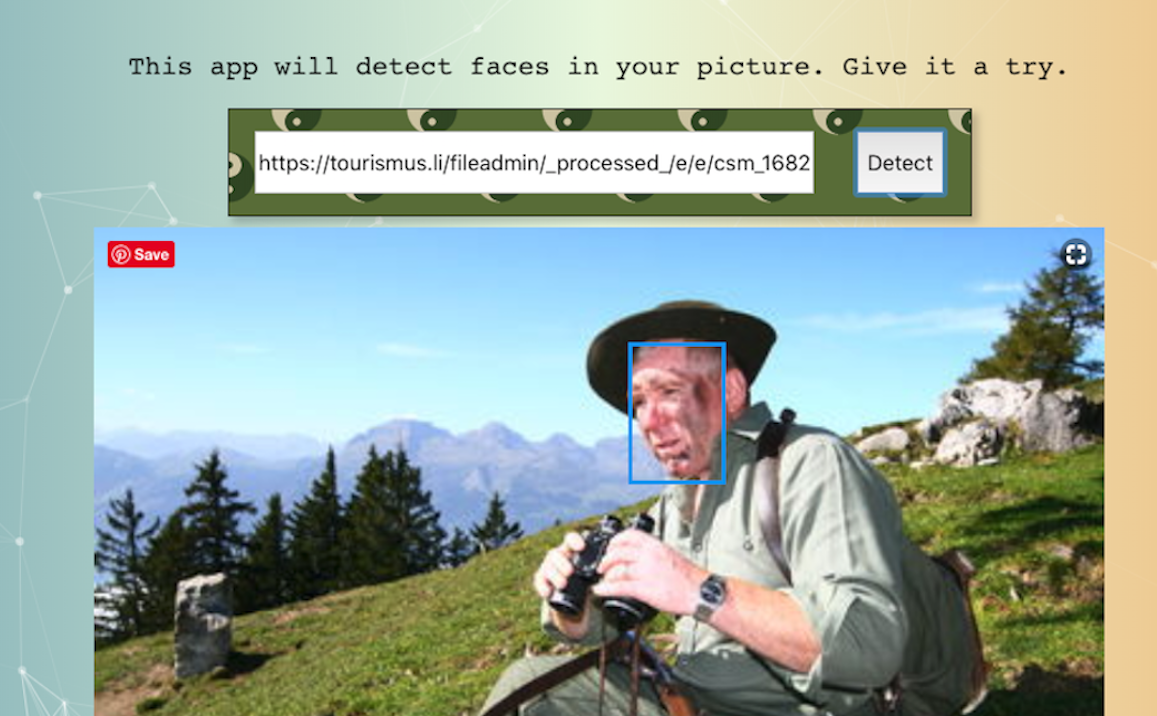 This app will detect faces in your picture. Give it a try.
https://tourismus.li/fileadmin/_processed_/e/e/csm_1682
Detect
Save